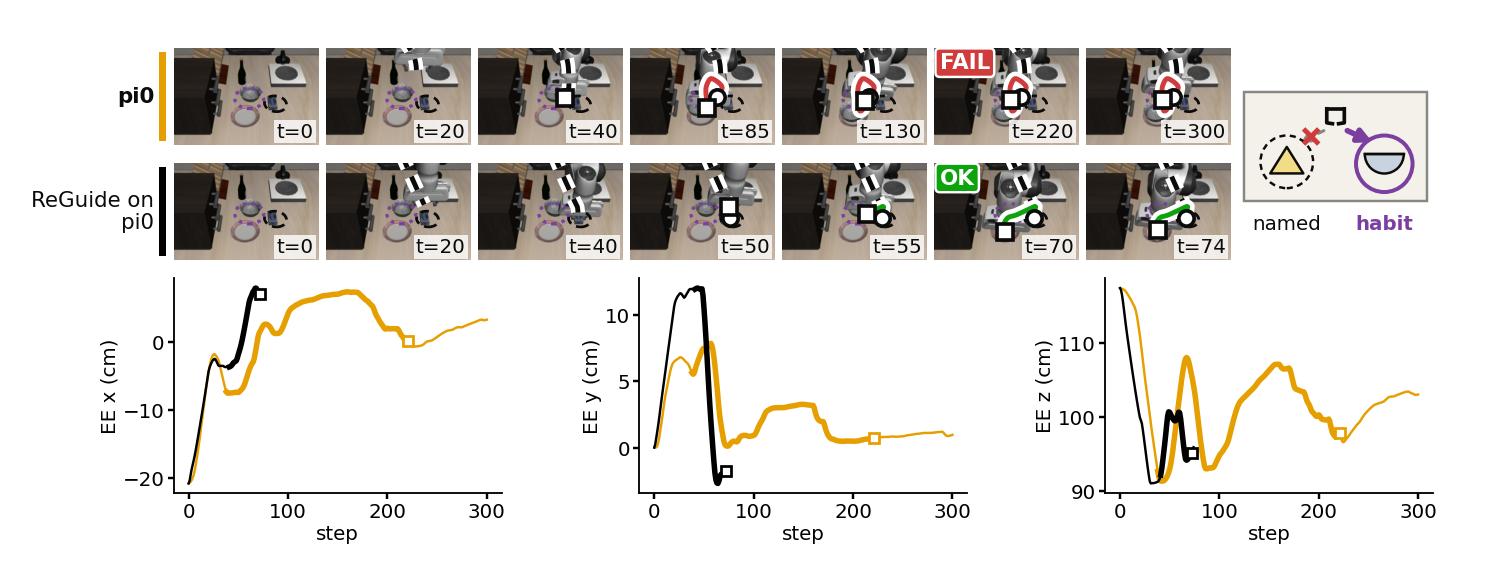 pi0
t=0
t=20
t=40
t=85
t=130
FAIL
t=220
t=300
ReGuide on
pi0
t=0
t=20
t=40
t=50
t=55
OK
t=70
t=74
named
habit
EE x (cm)
0
−10
−20
0
100
200
300
step
EE y (cm)
10
5
0
0
100
200
300
step
EE z (cm)
110
100
90
0
100
200
300
step